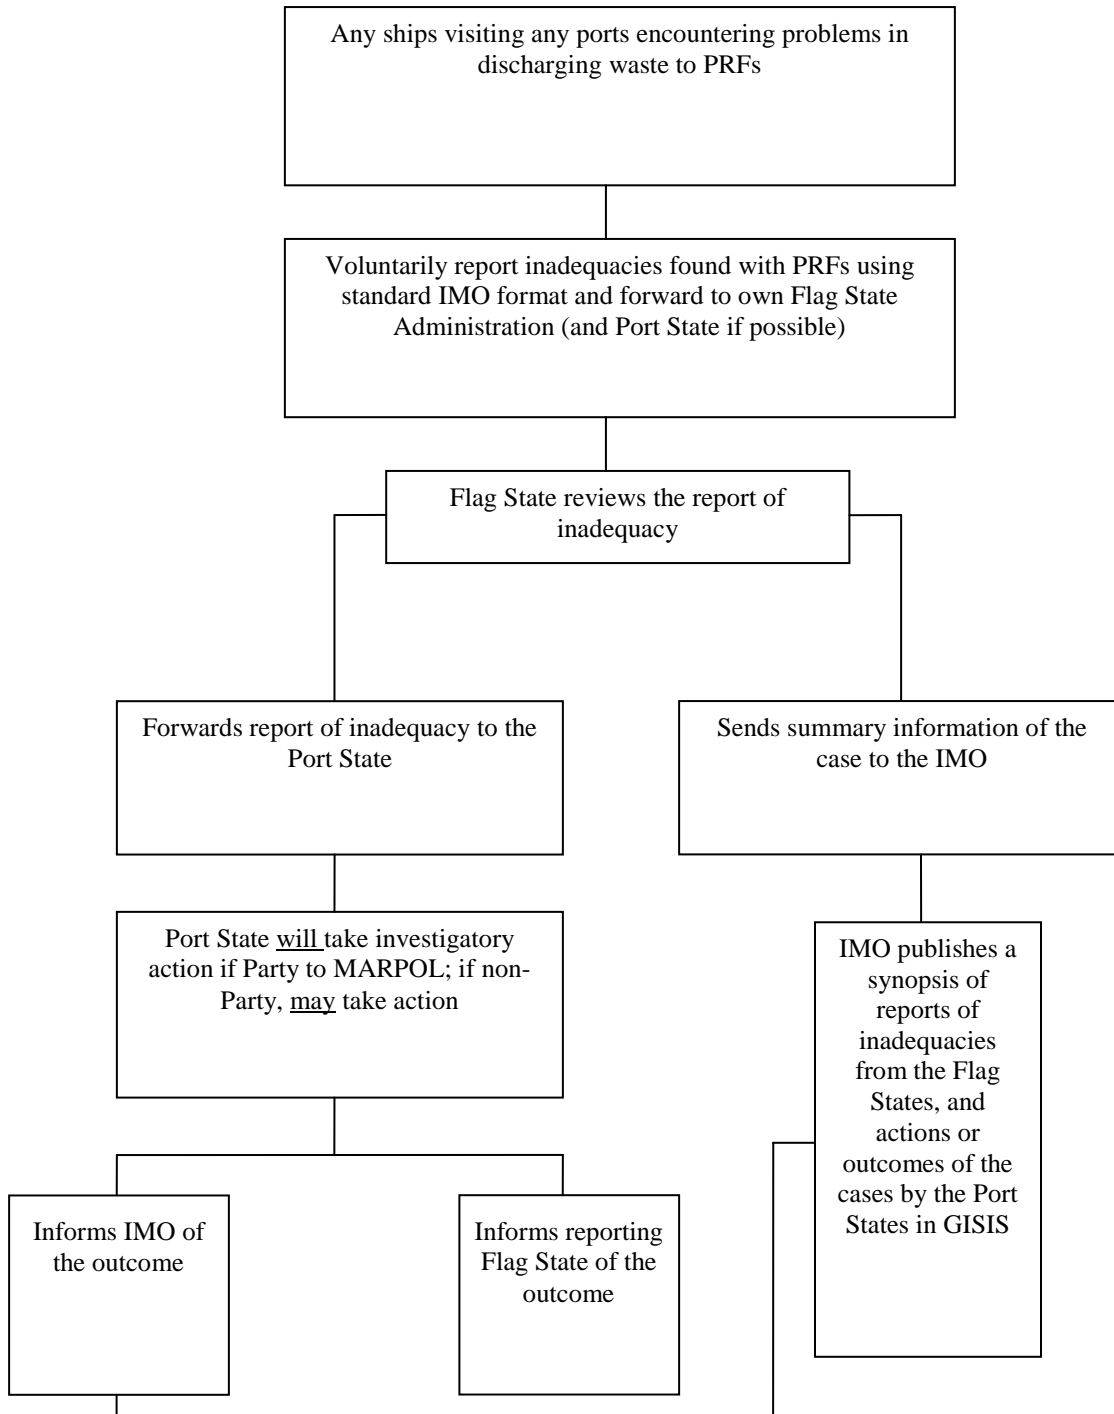 Any ships visiting any ports encountering problems in
discharging waste to PRFs
Voluntarily report inadequacies found with PRFs using
standard IMO format and forward to own Flag State
Administration (and Port State if possible)
Flag State reviews the report of
inadequacy
Forwards report of inadequacy to the
Port State
Sends summary information of the
case to the IMO
Port State will take investigatory
action if Party to MARPOL; if non-
Party, may take action
IMO publishes a
synopsis of
reports of
inadequacies
from the Flag
States, and
actions or
outcomes of the
cases by the Port
States in GISIS
Informs IMO of
the outcome
Informs reporting
Flag State of the
outcome